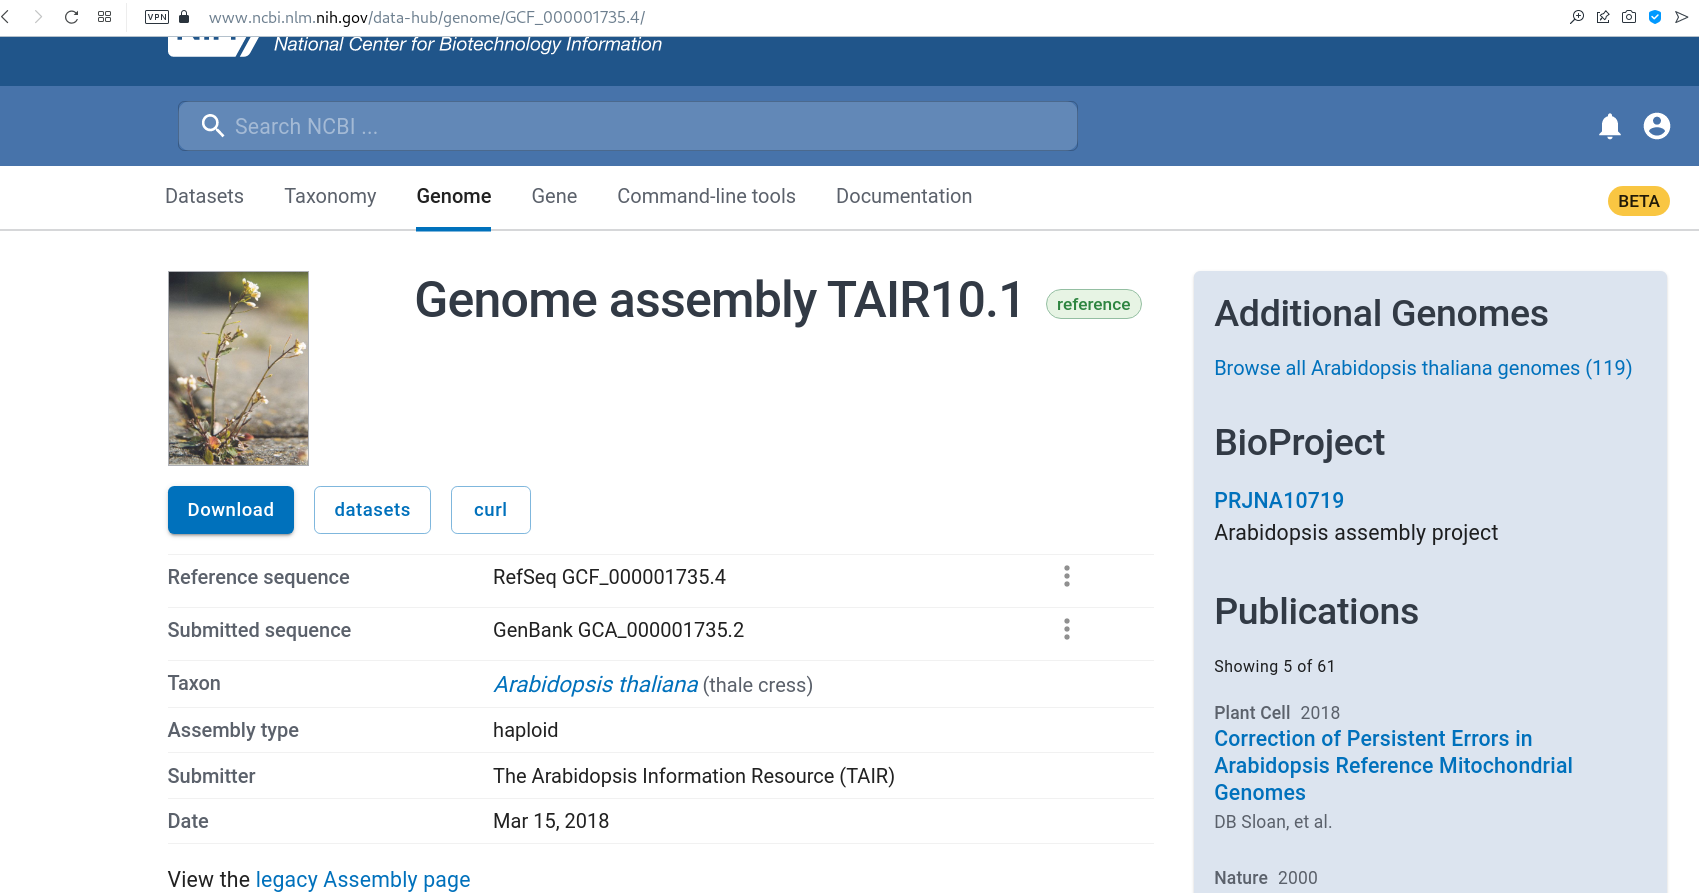 VPN
www.ncbi.nlm.nih.gov/data-hub/genome/GCF_000001735.4/
NIH
National Center for Biotechnology Information
Search NCBI ...
Datasets
Taxonomy
Genome
Gene
Command-line tools
Documentation
BETA
Genome assembly TAIR10.1
reference
Download
datasets
curl
Reference sequence RefSeq GCF_000001735.4
Submitted sequence GenBank GCA_000001735.2
Taxon Arabidopsis thaliana (thale cress)
Assembly type haploid
Submitter The Arabidopsis Information Resource (TAIR)
Date Mar 15, 2018
View the legacy Assembly page
Additional Genomes
Browse all Arabidopsis thaliana genomes (119)
BioProject
PRJNA10719
Arabidopsis assembly project
Publications
Showing 5 of 61
Plant Cell 2018
Correction of Persistent Errors in
Arabidopsis Reference Mitochondrial
Genomes
DB Sloan, et al.
Nature 2000